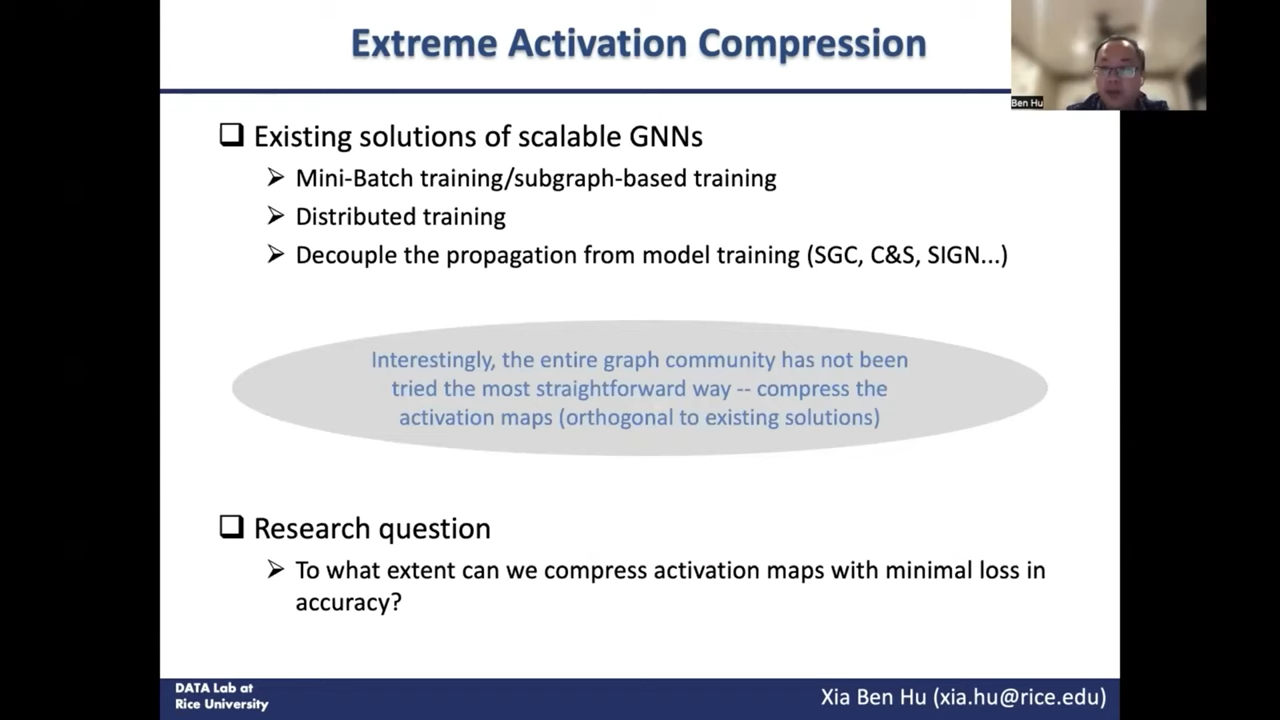 Extreme Activation Compression
Ben Hu
Existing solutions of scalable GNNs
Mini-Batch training/subgraph-based training
Distributed training
Decouple the propagation from model training (SGC, C&S, SIGN...)
Interestingly, the entire graph community has not been
tried the most straightforward way -- compress the
activation maps (orthogonal to existing solutions)
Research question
To what extent can we compress activation maps with minimal loss in
accuracy?
DATA Lab at
Rice University
Xia Ben Hu (xia.hu@rice.edu)